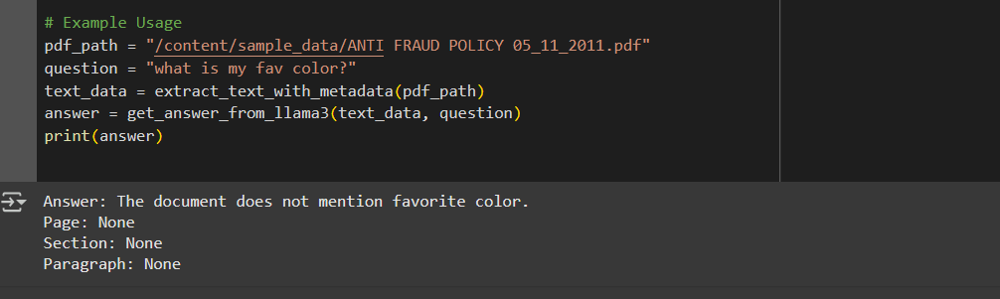 # Example Usage
pdf_path = "/content/sample_data/ANTI FRAUD POLICY 05_11_2011.pdf"
question = "what is my fav color?"
text_data = extract_text_with_metadata(pdf_path)
answer = get_answer_from_llama3(text_data, question)
print(answer)
Answer: The document does not mention favorite color.
Page: None
Section: None
Paragraph: None